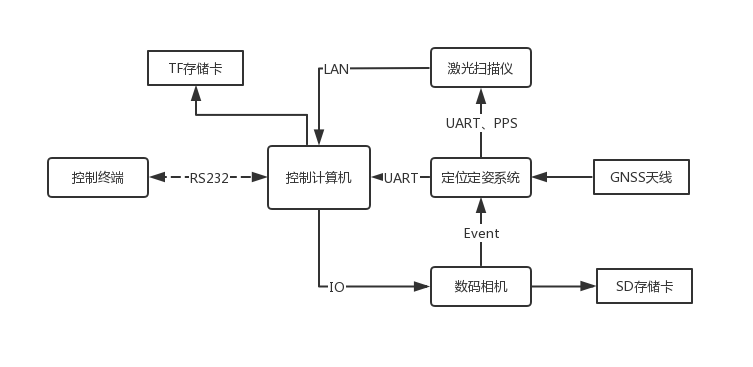 激光扫描仪
TF存储卡
LAN
UART、PPS
控制终端
RS232
控制计算机
UART
定位定姿系统
GNSS天线
Event
IO
数码相机
SD存储卡